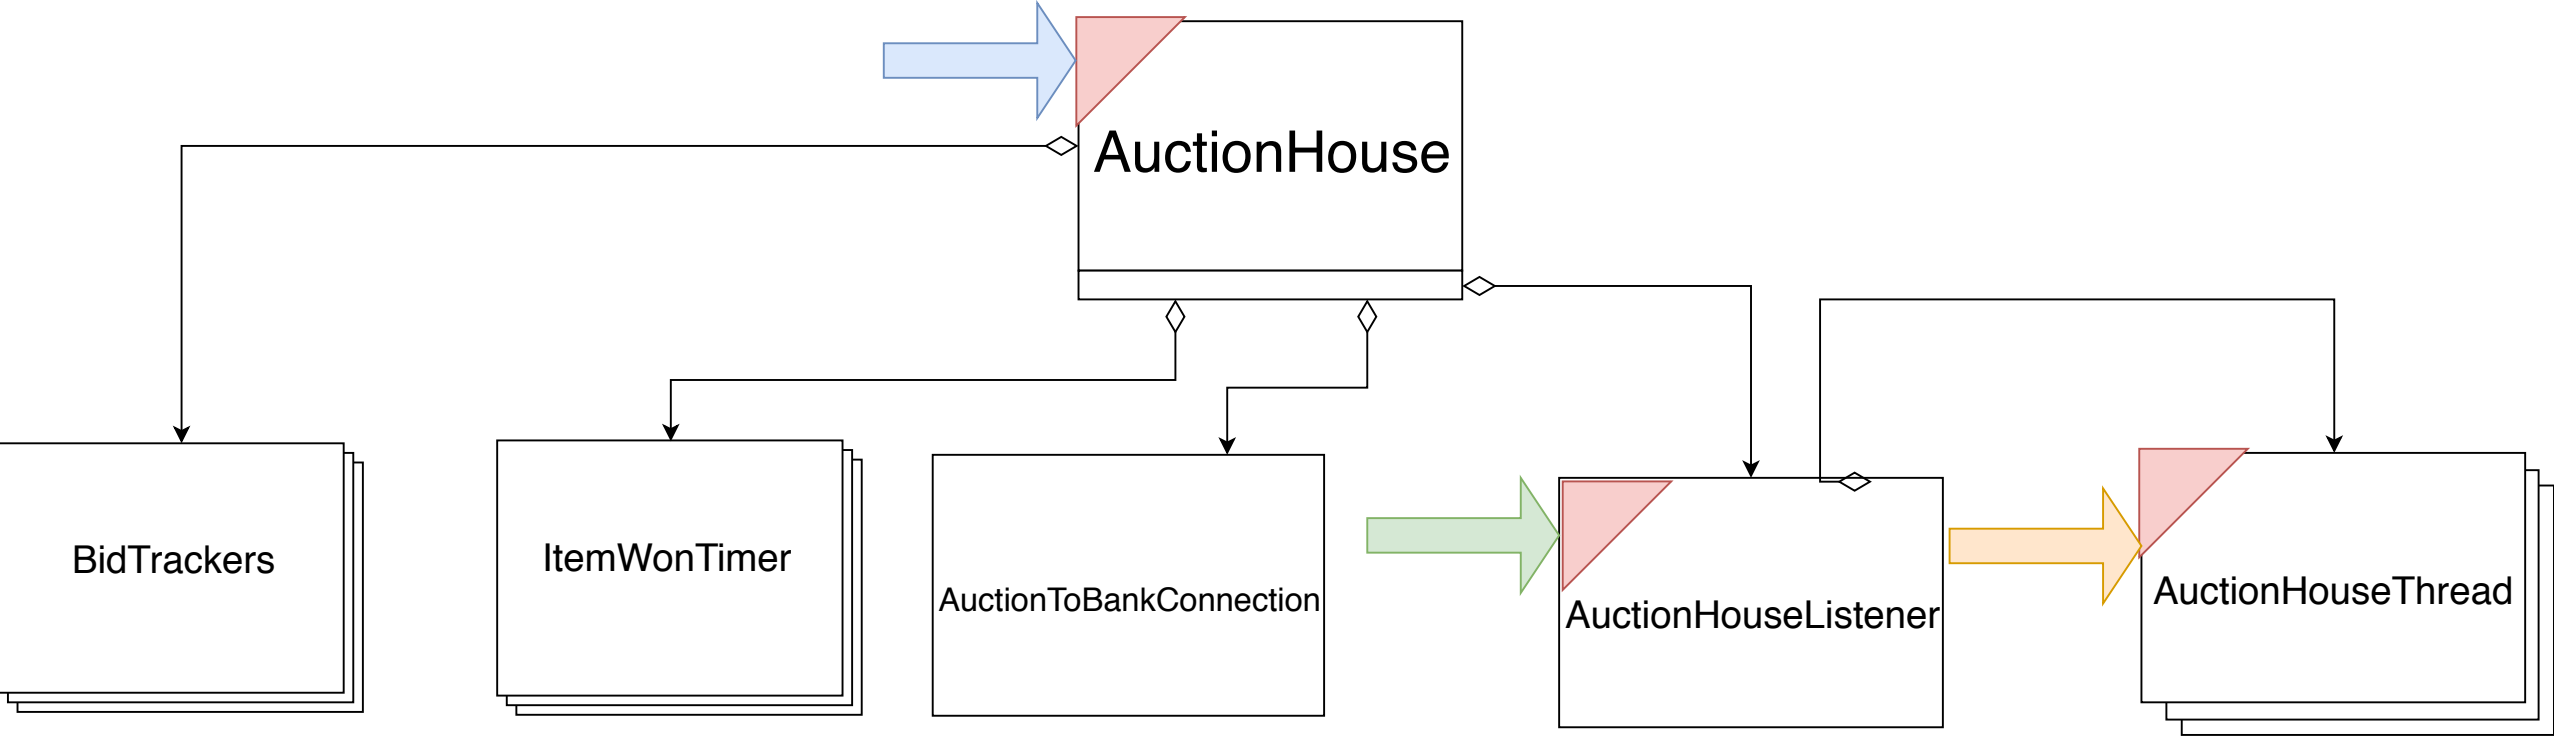 AuctionHouse
BidTrackers
ItemWonTimer
AuctionToBankConnection
AuctionHouseListener
AuctionHouseThread